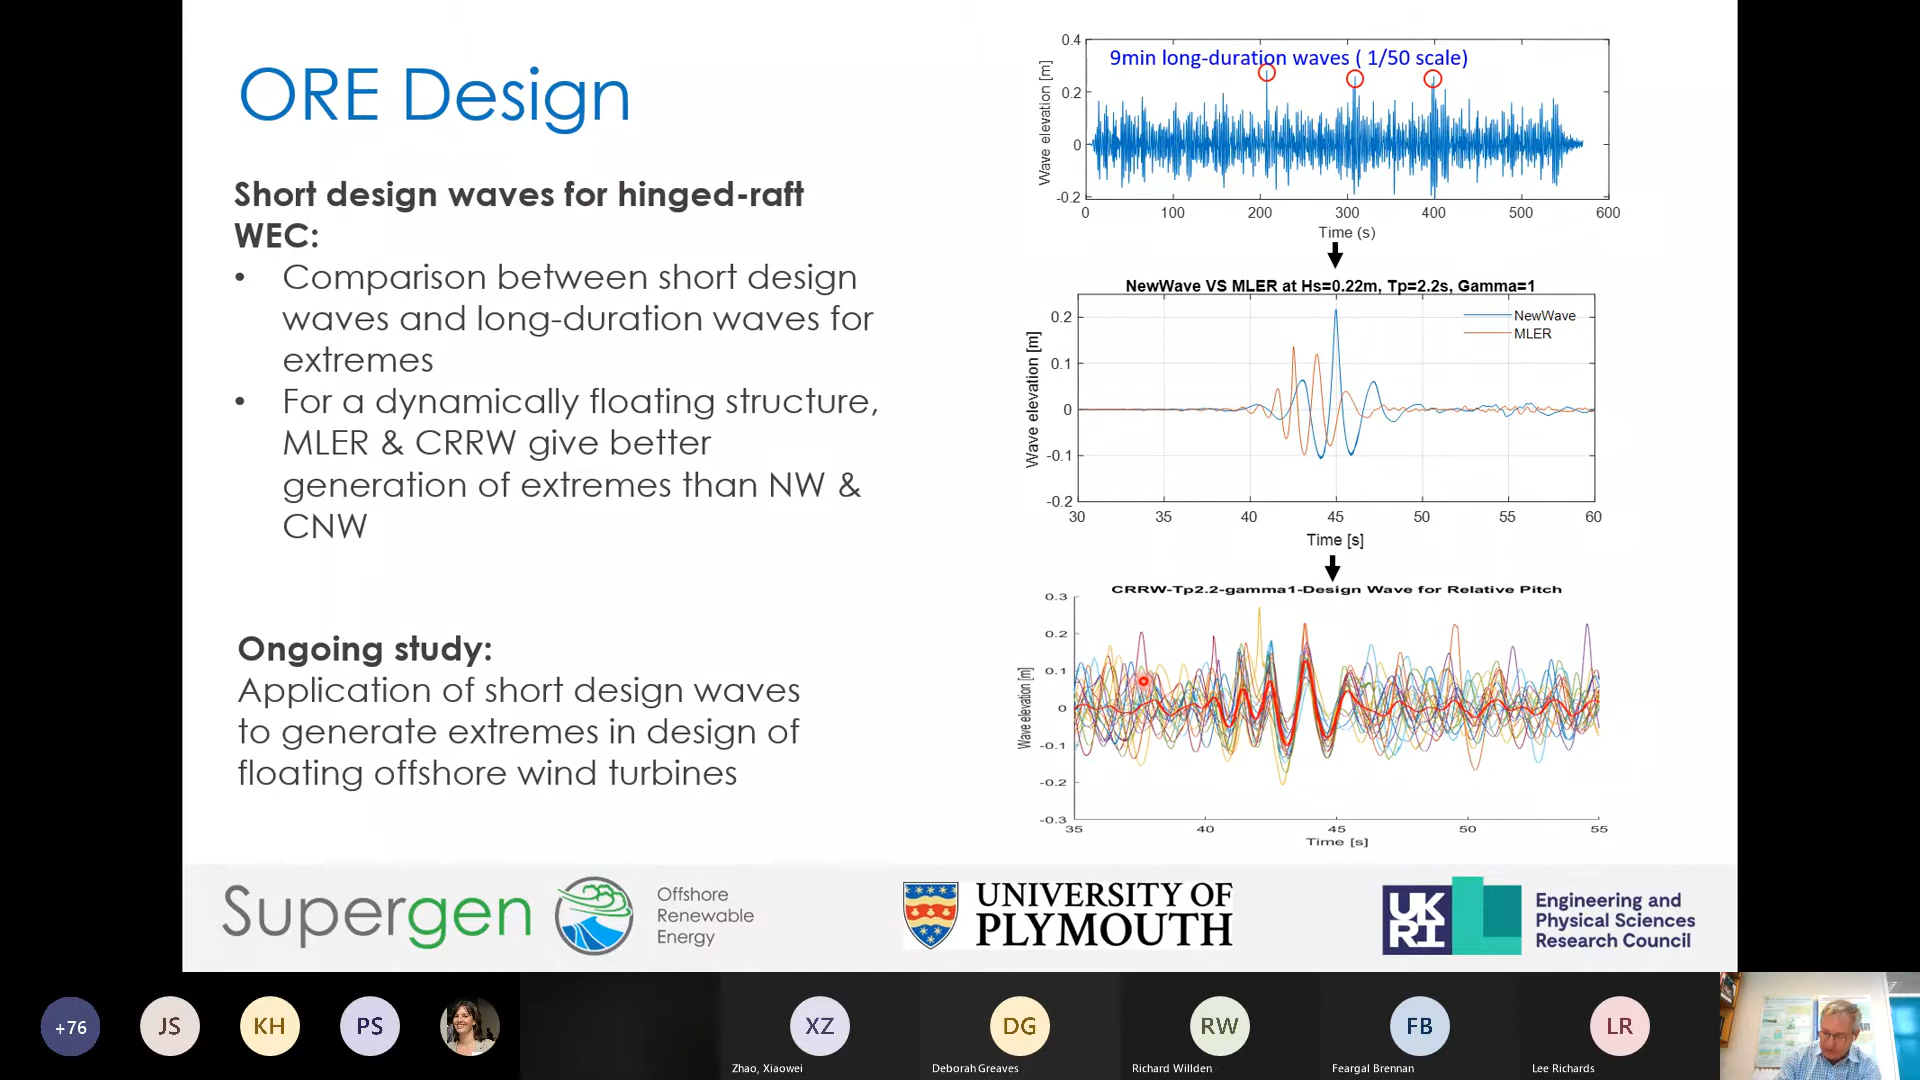 ORE Design
Short design waves for hinged-raft
WEC:
• Comparison between short design
waves and long-duration waves for
extremes
• For a dynamically floating structure,
MLER & CRRW give better
generation of extremes than NW &
CNW
Ongoing study:
Application of short design waves
to generate extremes in design of
floating offshore wind turbines
9min long-duration waves ( 1/50 scale)
Wave elevation [m]
0.4
0.2
0
-0.2
0 100 200 300 400 500 600
Time (s)
NewWave VS MLER at Hs=0.22m, Tp=2.2s, Gamma=1
NewWave
MLER
Wave elevation [m]
0.2
0.1
0
-0.1
-0.2
30 35 40 45 50 55 60
Time [s]
CRRW-Tp2.2-gamma1-Design Wave for Relative Pitch
Wave elevation [m]
0.3
0.2
0.1
0
-0.1
-0.2
-0.3
35 40 45 50 55
Time [s]
Supergen
Offshore
Renewable
Energy
UNIVERSITY OF
PLYMOUTH
UK
RI
Engineering and
Physical Sciences
Research Council
+76
JS
KH
PS
XZ
DG
RW
FB
LR
Zhao, Xiaowei
Deborah Greaves
Richard Willden
Feargal Brennan
Lee Richards